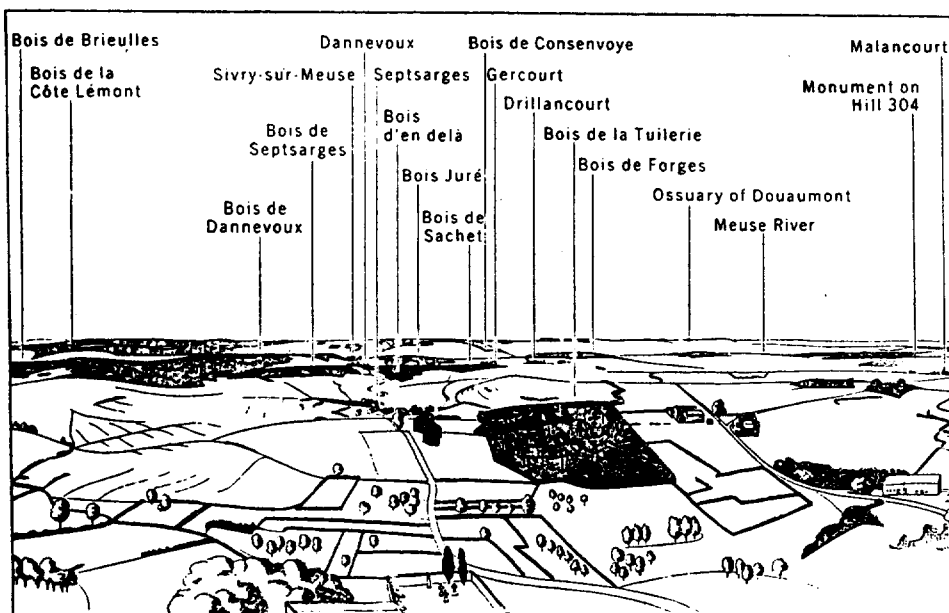 Bois de Brieulles
Bois de la
Côte Lémont
Bois de
Dannevoux
Bois de
Septsarges
Sivry-sur-Meuse
Dannevoux
Septsarges
Bois
d'en delà
Bois Juré
Bois de
Sachet
Bois de Consenvoye
Gercourt
Drillancourt
Bois de la Tuilerie
Bois de Forges
Ossuary of Douaumont
Meuse River
Monument on
Hill 304
Malancourt